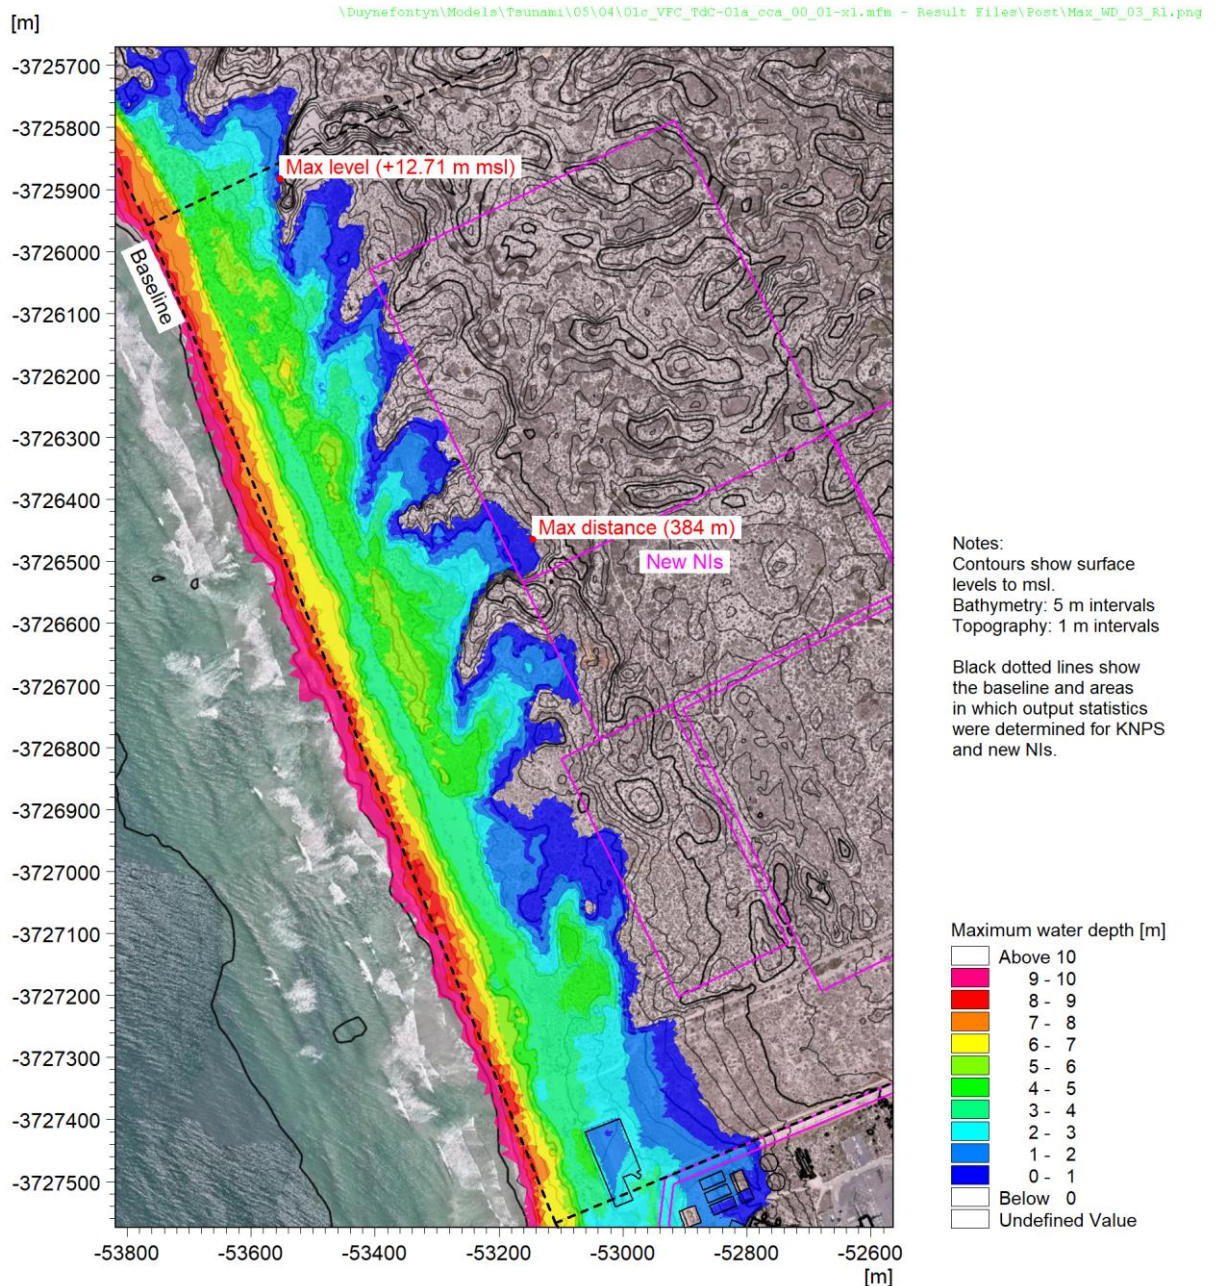 \Duynefontyn\Models\Tsunami\05\04\01c_VFC_TdC-01a_cca_00_01-x1.mfm - Result Files\Post\Max_WD_03_R1.png
[m]
-3725700
-3725800
-3725900
-3726000
-3726100
-3726200
-3726300
-3726400
-3726500
-3726600
-3726700
-3726800
-3726900
-3727000
-3727100
-3727200
-3727300
-3727400
-3727500
Max level (+12.71 m msl)
Baseline
Max distance (384 m)
New NIs
Notes:
Contours show surface
levels to msl.
Bathymetry: 5 m intervals
Topography: 1 m intervals
Black dotted lines show
the baseline and areas
in which output statistics
were determined for KNPS
and new NIs.
Maximum water depth [m]
Above 10
9 - 10
8 - 9
7 - 8
6 - 7
5 - 6
4 - 5
3 - 4
2 - 3
1 - 2
0 - 1
Below 0
Undefined Value
-53800 -53600 -53400 -53200 -53000 -52800 -52600
[m]